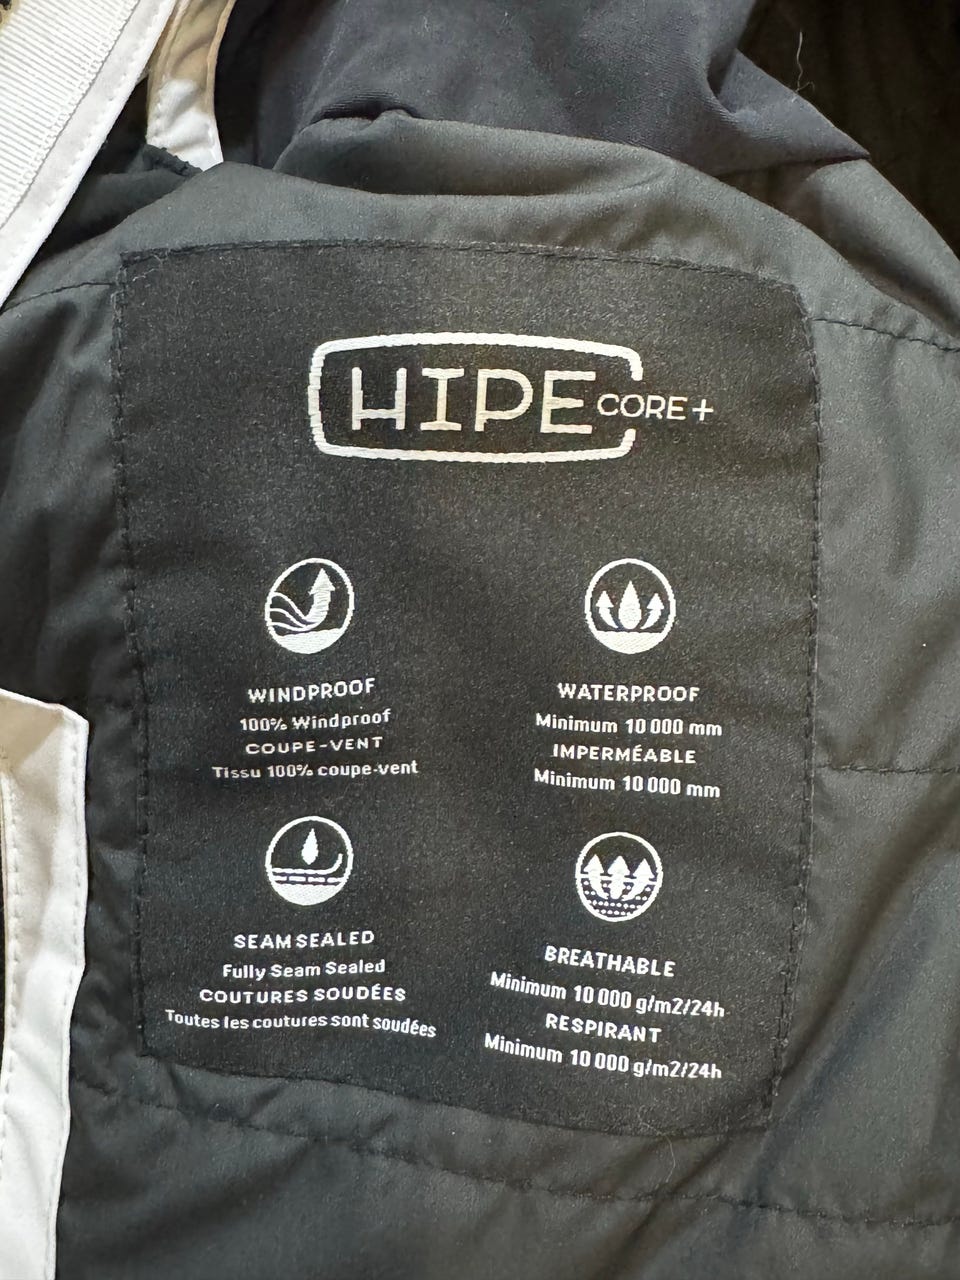 HIPE CORE+
WINDPROOF
100% Windproof
COUPE-VENT
Tissu 100% coupe-vent
WATERPROOF
Minimum 10 000 mm
IMPERMÉABLE
Minimum 10 000 mm
SEAM SEALED
Fully Seam Sealed
COUTURES SOUDÉES
Toutes les coutures sont soudées
BREATHABLE
Minimum 10 000 g/m2/24h
RESPIRANT
Minimum 10 000 g/m2/24h